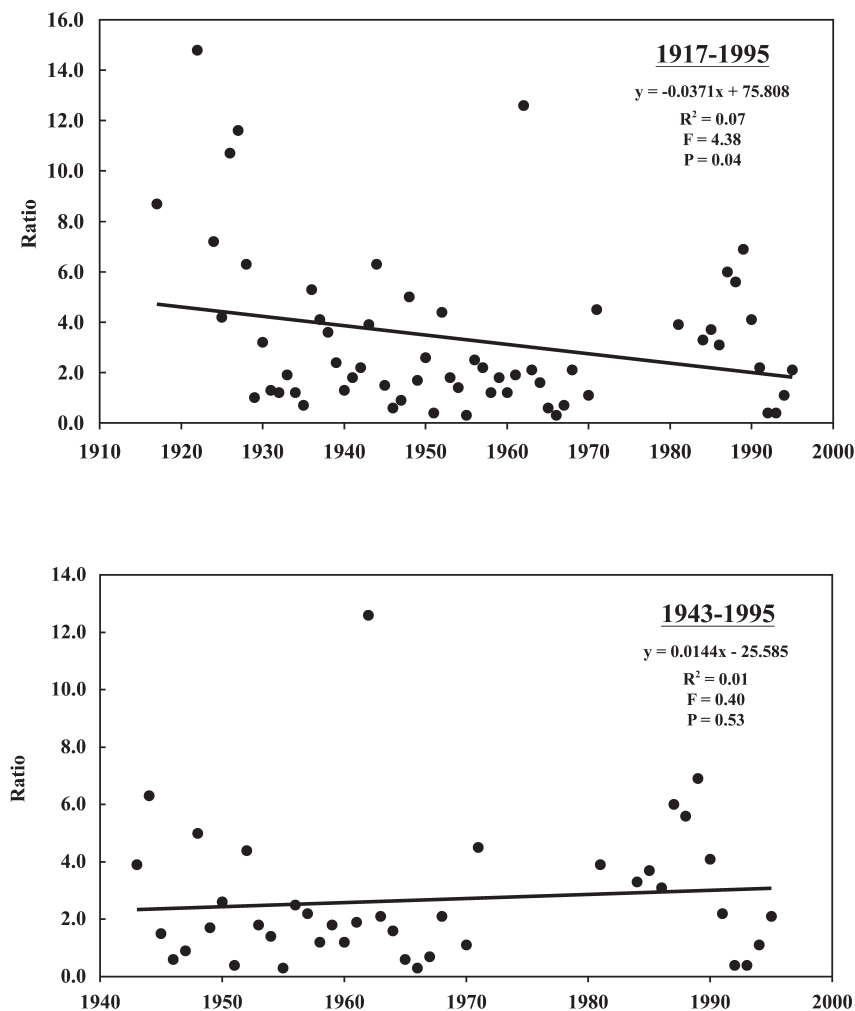 16.0
14.0
12.0
10.0
8.0
6.0
4.0
2.0
0.0
Ratio
1917-1995
y = -0.0371x + 75.808
R² = 0.07
F = 4.38
P = 0.04
1910 1920 1930 1940 1950 1960 1970 1980 1990 2000
14.0
12.0
10.0
8.0
6.0
4.0
2.0
0.0
Ratio
1943-1995
y = 0.0144x - 25.585
R² = 0.01
F = 0.40
P = 0.53
1940 1950 1960 1970 1980 1990 2000